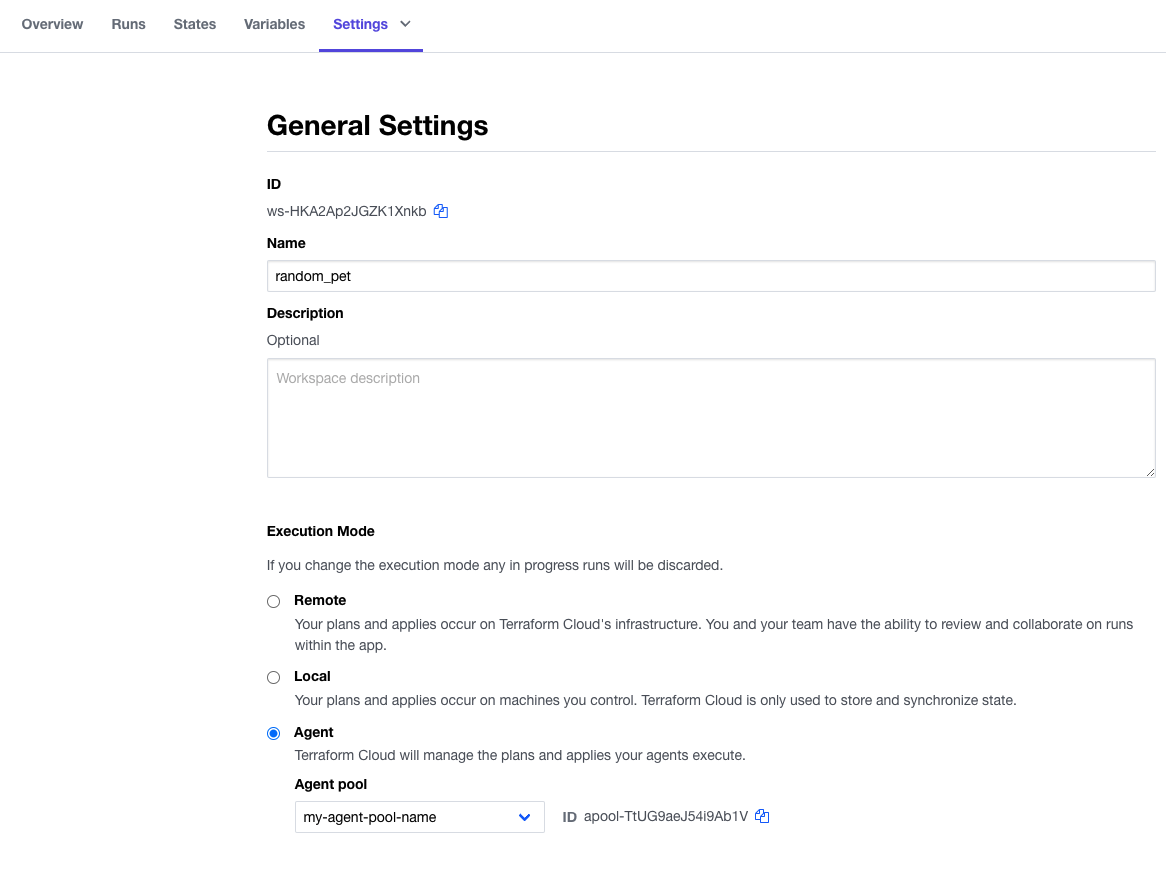 Overview Runs States Variables Settings
General Settings
ID
ws-HKA2Ap2JGZK1Xnkb
Name
random_pet
Description
Optional
Workspace description
Execution Mode
If you change the execution mode any in progress runs will be discarded.
Remote
Your plans and applies occur on Terraform Cloud's infrastructure. You and your team have the ability to review and collaborate on runs
within the app.
Local
Your plans and applies occur on machines you control. Terraform Cloud is only used to store and synchronize state.
Agent
Terraform Cloud will manage the plans and applies your agents execute.
Agent pool
my-agent-pool-name ID apool-TtUG9aeJ54i9Ab1V